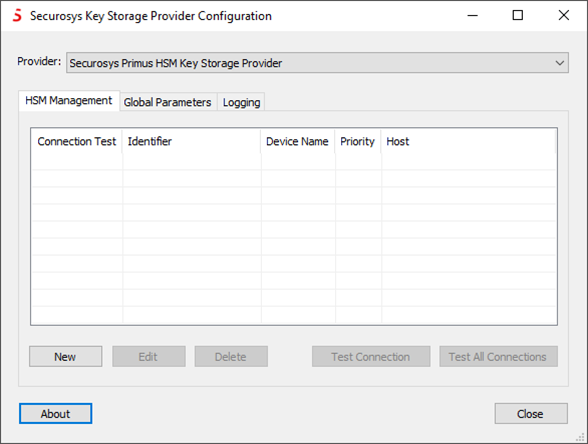 Securosys Key Storage Provider Configuration
Provider: Securosys Primus HSM Key Storage Provider
HSM Management Global Parameters Logging
Connection Test Identifier Device Name Priority Host
New Edit Delete Test Connection Test All Connections
About Close